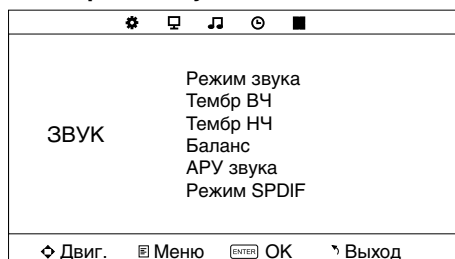 ЗВУК
Режим звука
Тембр ВЧ
Тембр НЧ
Баланс
АРУ звука
Режим SPDIF
Двиг. Меню ENTER OK Выход